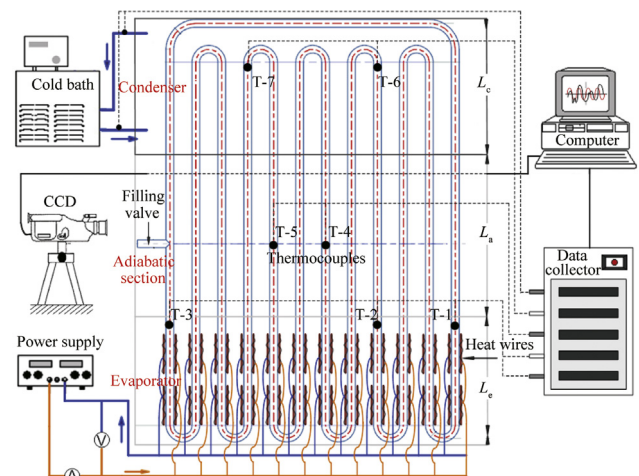 Cold bath
Condenser
T-7
T-6
Lc
Computer
CCD
Filling
valve
T-5
T-4
Thermocouples
Adiabatic
section
La
Data
collector
T-3
T-2
T-1
Power supply
Heat wires
Evaporator
Le
V
A